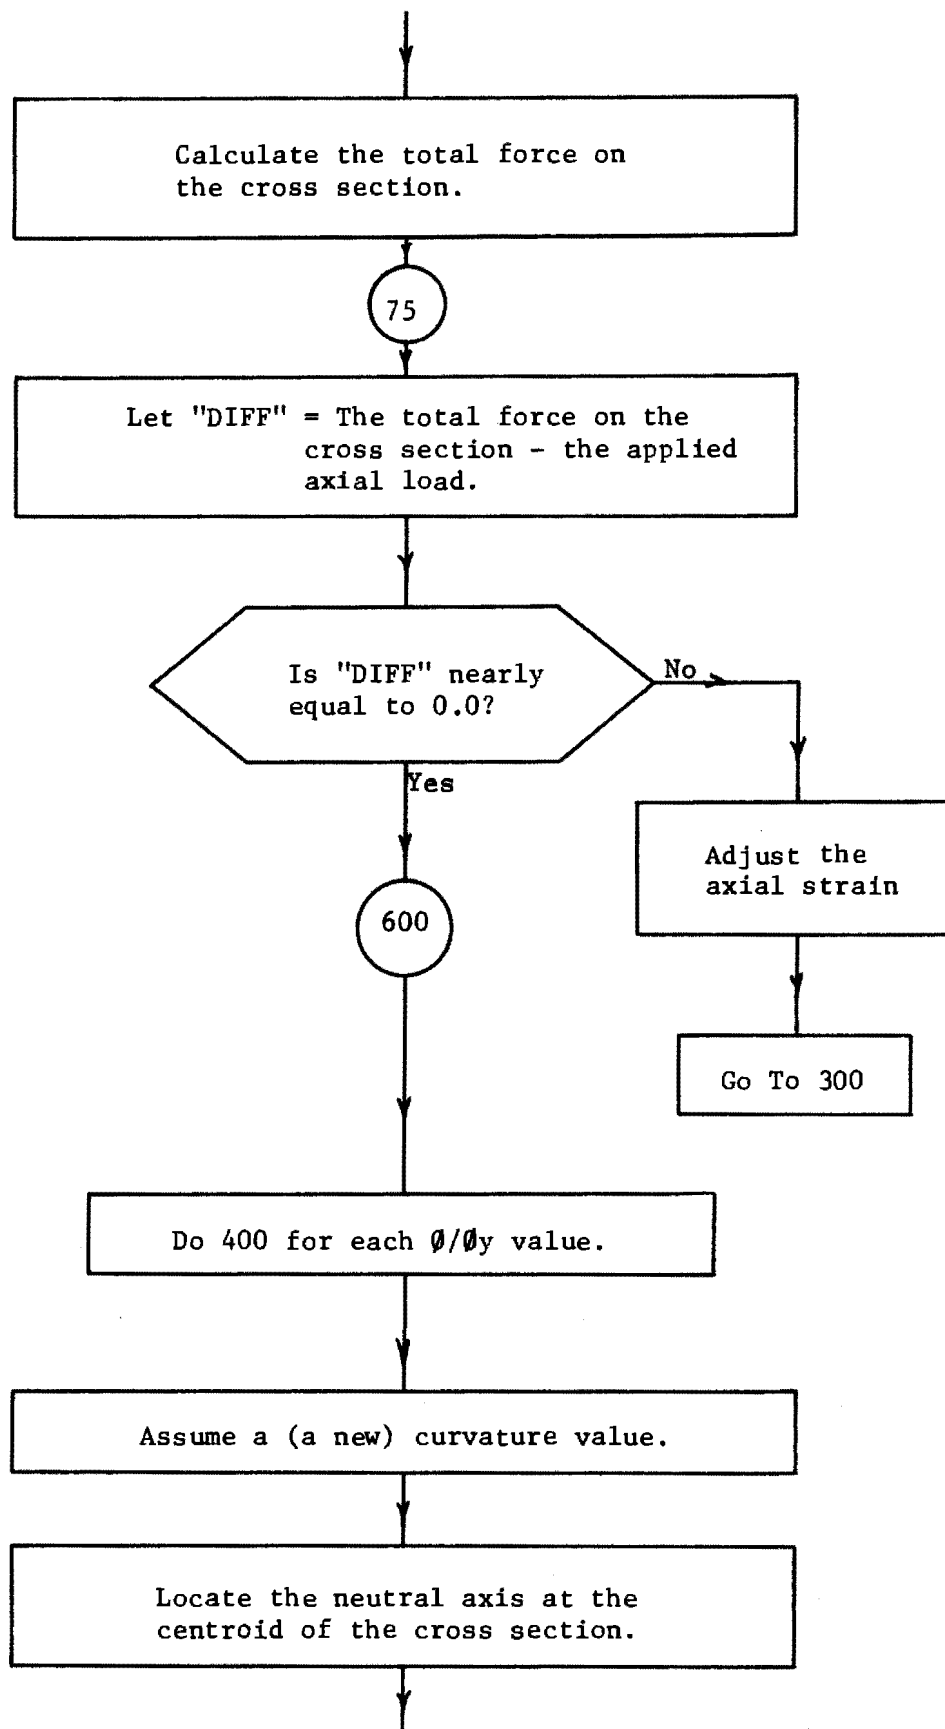 Calculate the total force on
the cross section.
75
Let "DIFF" = The total force on the
cross section - the applied
axial load.
Is "DIFF" nearly
equal to 0.0?
No
Yes
Adjust the
axial strain
600
Go To 300
Do 400 for each Ø/Øy value.
Assume a (a new) curvature value.
Locate the neutral axis at the
centroid of the cross section.